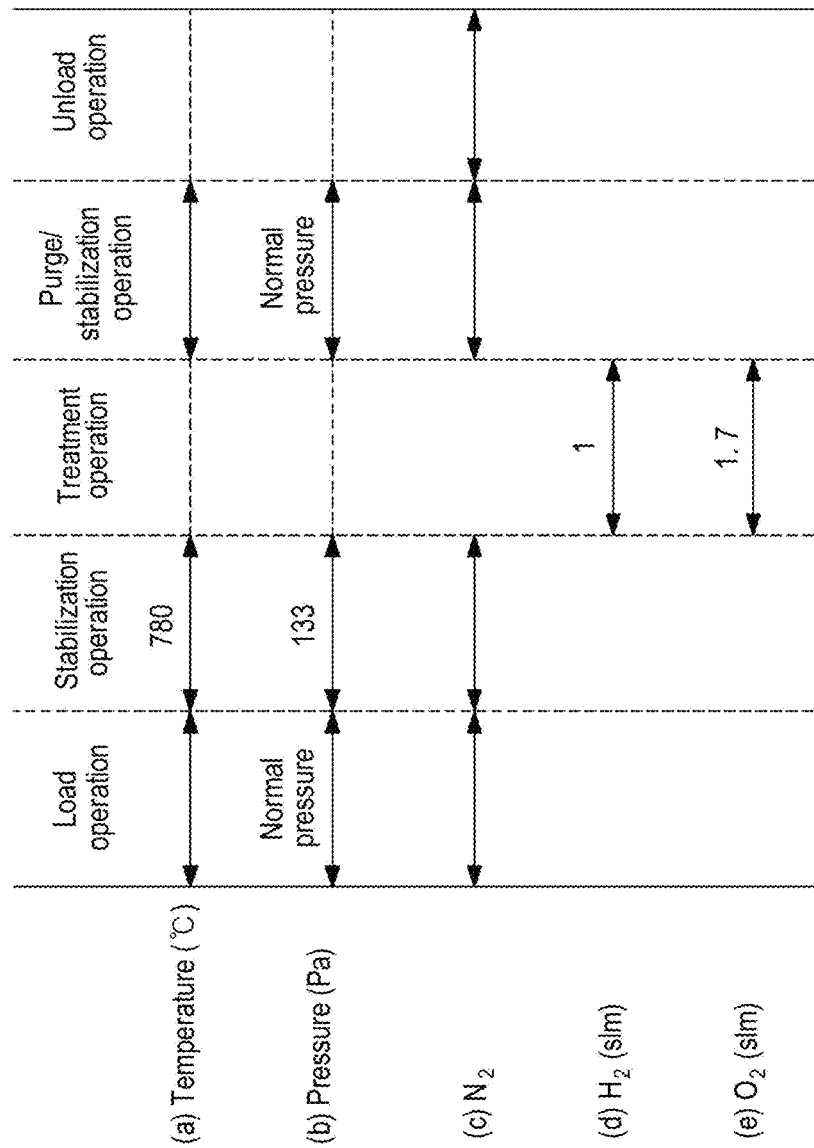 Load
operation
Stabilization
operation
Treatment
operation
Purge/
stabilization
operation
Unload
operation
(a) Temperature (℃)
780
(b) Pressure (Pa)
Normal
pressure
133
Normal
pressure
(c) N₂
(d) H₂ (slm)
1
(e) O₂ (slm)
1. 7